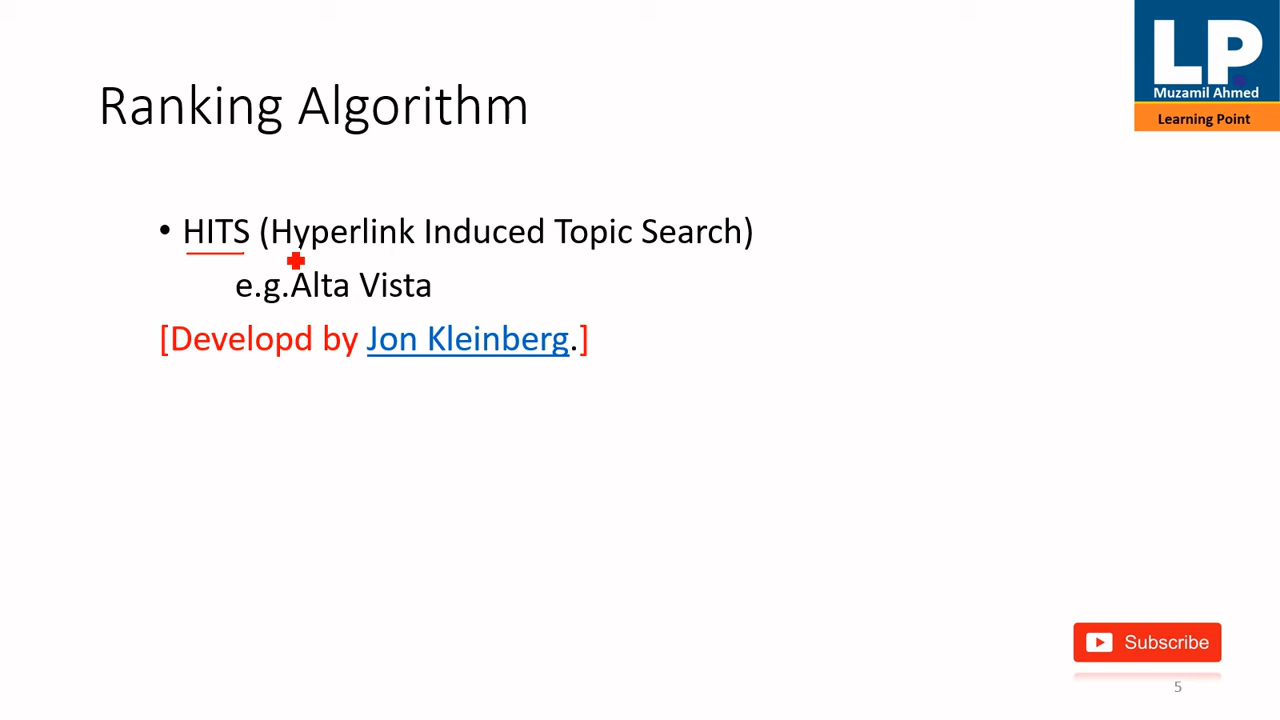 LP.
Muzamil Ahmed
Learning Point
Ranking Algorithm
• HITS (Hyperlink Induced Topic Search)
e.g.Alta Vista
[Developd by Jon Kleinberg.]
Subscribe
5